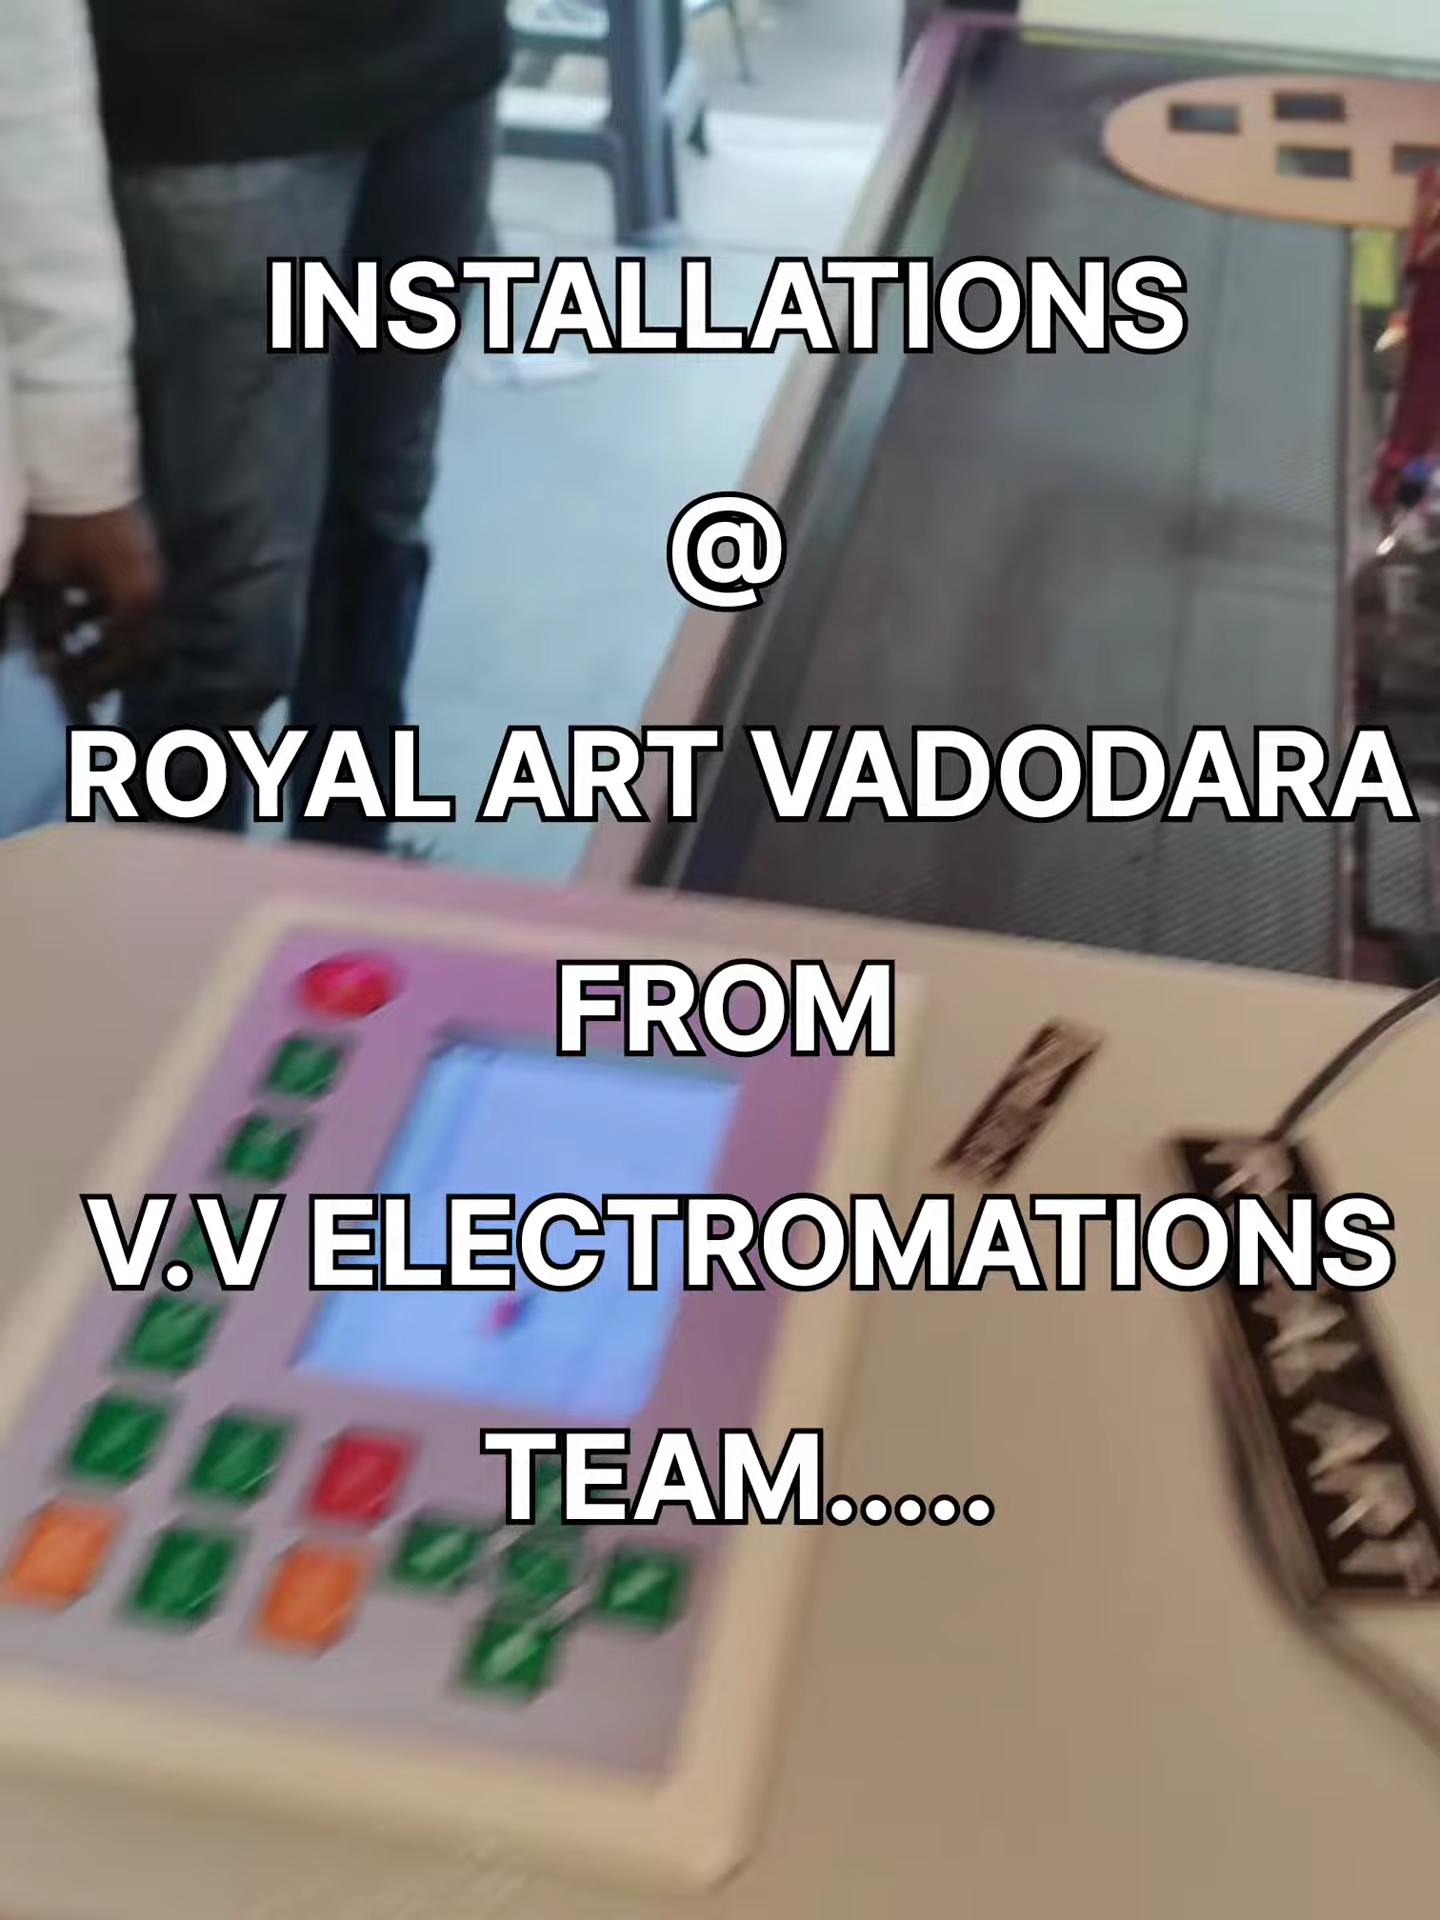 INSTALLATIONS
@
ROYAL ART VADODARA
FROM
V.V ELECTROMATIONS
TEAM.....